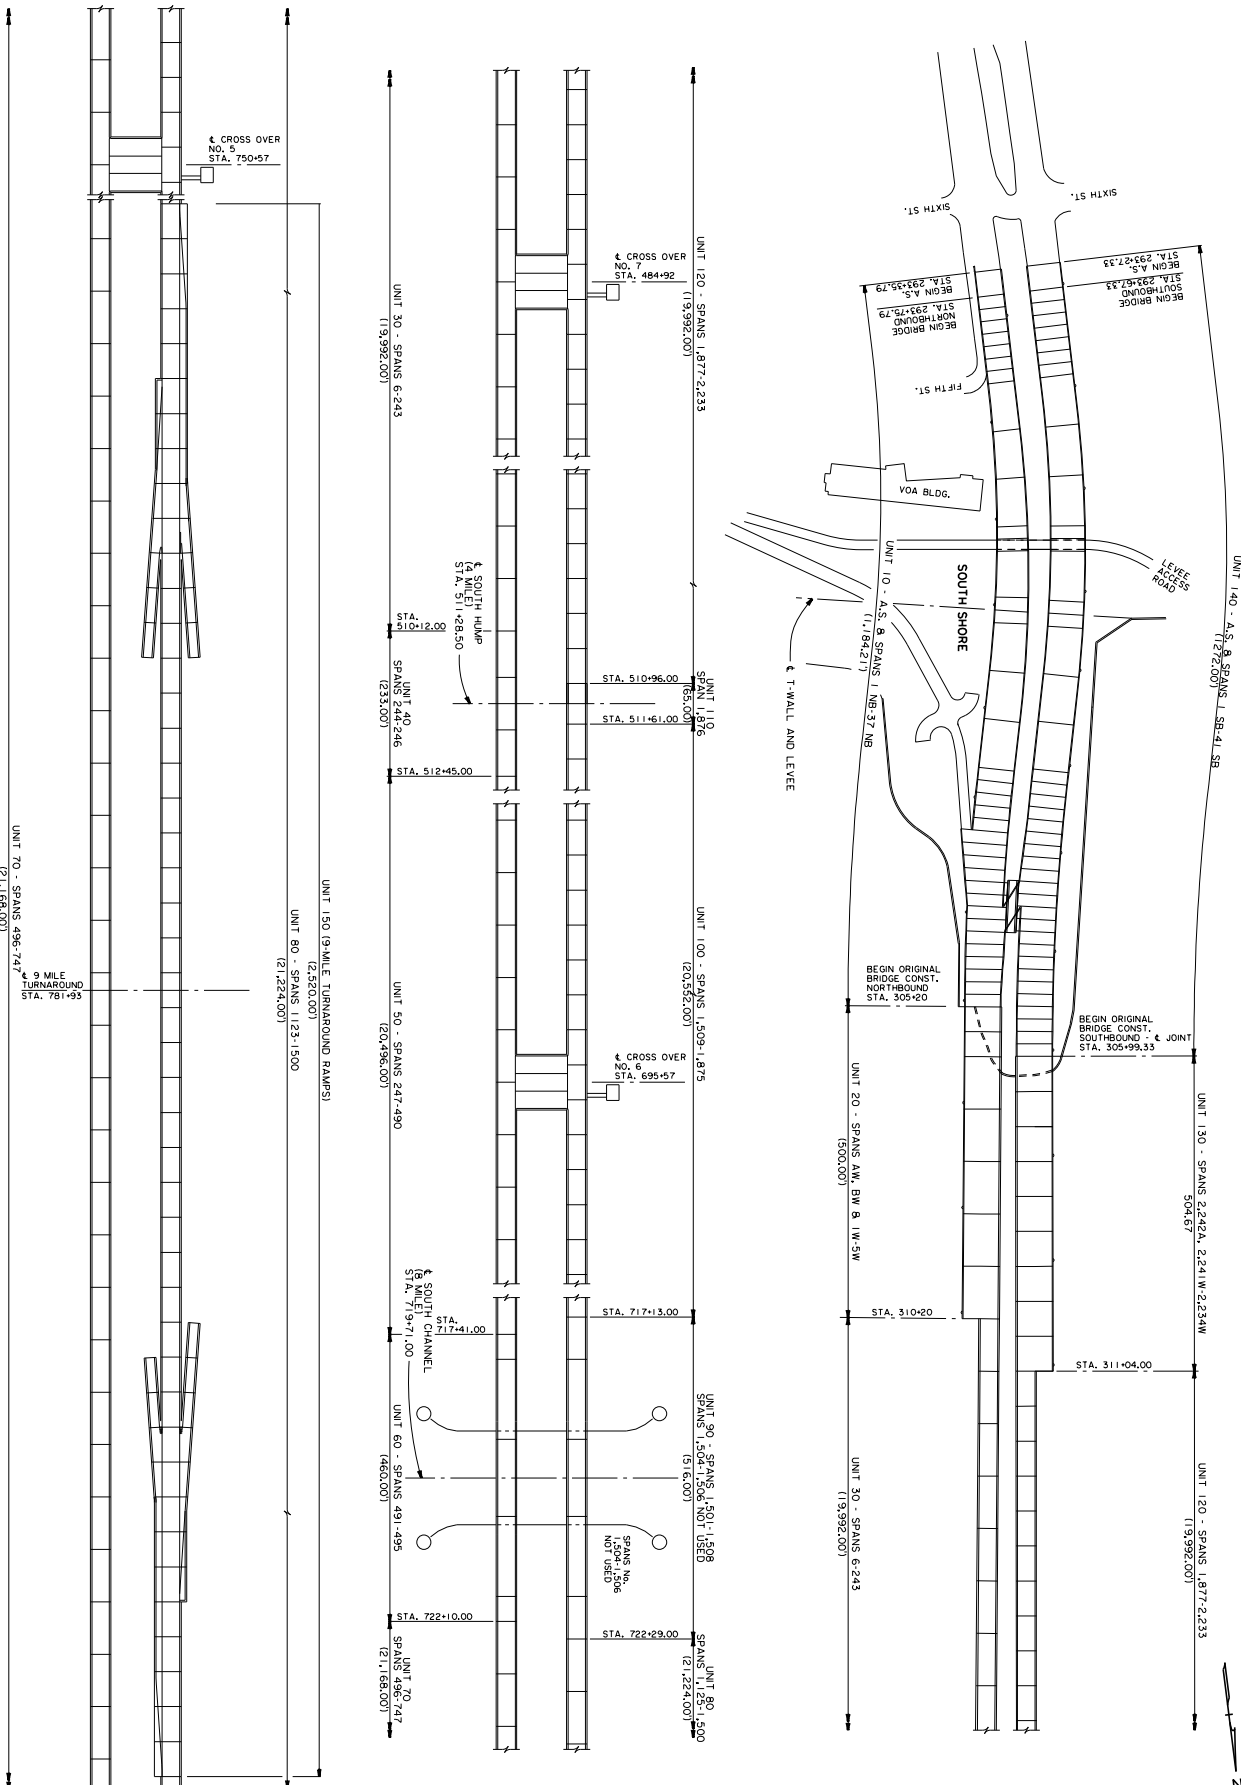 ℄ CROSS OVER
NO. 5
STA. 750+57
UNIT 70 - SPANS 496-747
(21,168.00')
℄ 9 MILE
TURNAROUND
STA. 781+93
UNIT 80 - SPANS 1123-1500
(21,224.00')
UNIT 150 (9-MILE TURNAROUND RAMPS)
(2,520.00')
UNIT 30 - SPANS 6-243
(19,992.00')
℄ CROSS OVER
NO. 7
STA. 484+92
UNIT 120 - SPANS 1,877-2,233
(19,992.00')
℄ SOUTH HUMP
(4 MILE)
STA. 511+28.50
STA.
510+12.00
UNIT 40
SPANS 244-246
(233.00')
STA. 512+45.00
STA. 510+96.00
UNIT 110
SPAN 1,876
(65.00')
STA. 511+61.00
UNIT 50 - SPANS 247-490
(20,496.00')
UNIT 100 - SPANS 1,509-1,875
(20,552.00')
℄ CROSS OVER
NO. 6
STA. 695+57
℄ SOUTH CHANNEL
(8 MILE)
STA. 719+71.00
STA.
717+41.00
STA. 717+13.00
UNIT 60 - SPANS 491-495
(460.00')
UNIT 90 - SPANS 1,501-1,508
SPANS 1,504-1,506 NOT USED
(516.00')
SPANS No.
1,504-1,506
NOT USED
STA. 722+10.00
STA. 722+29.00
UNIT 70
SPANS 496-747
(21,168.00')
UNIT 80
SPANS 1,125-1,500
(21,224.00')
SIXTH ST.
SIXTH ST.
BEGIN BRIDGE
NORTHBOUND
STA. 293+75.79
BEGIN A.S.
STA. 293+35.79
BEGIN BRIDGE
SOUTHBOUND
STA. 293+67.33
BEGIN A.S.
STA. 293+27.33
FIFTH ST.
VOA BLDG.
LEVEE
ACCESS
ROAD
SOUTH SHORE
℄ T-WALL AND LEVEE
UNIT 10 - A.S. & SPANS 1 NB-37 NB
(1,184.21')
UNIT 140 - A.S. & SPANS 1 SB-41 SB
(1272.00')
BEGIN ORIGINAL
BRIDGE CONST.
NORTHBOUND
STA. 305+20
BEGIN ORIGINAL
BRIDGE CONST.
SOUTHBOUND - ℄ JOINT
STA. 305+99.33
UNIT 20 - SPANS AW, BW & 1W-5W
(500.00')
UNIT 130 - SPANS 2,242A, 2,241W-2,234W
504.67
STA. 310+20
STA. 311+04.00
UNIT 30 - SPANS 6-243
(19,992.00')
UNIT 120 - SPANS 1,877-2,233
(19,992.00')